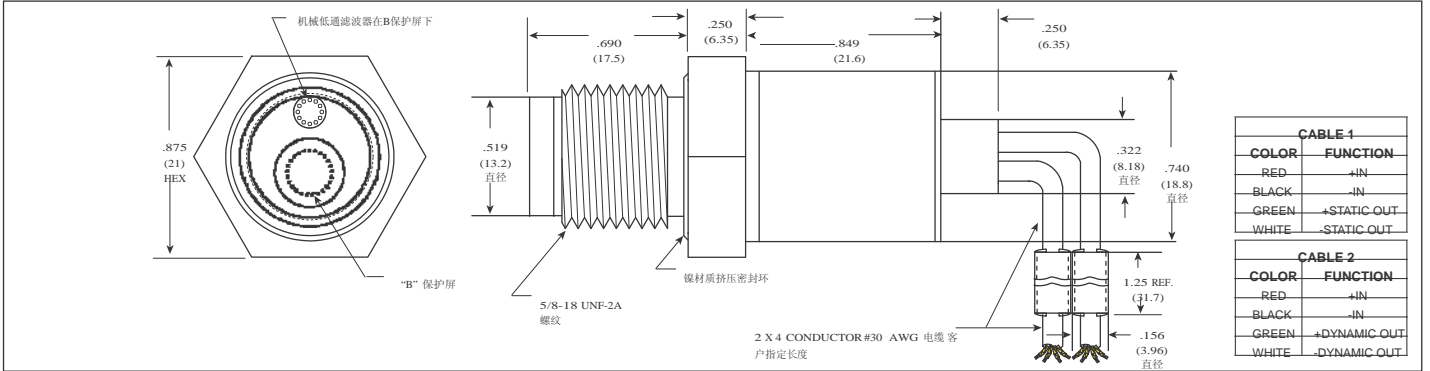 机械低通滤波器在B保护屏下
.875
(21)
HEX
“B” 保护屏
.690
(17.5)
.250
(6.35)
.849
(21.6)
.250
(6.35)
.519
(13.2)
直径
.322
(8.18)
直径
.740
(18.8)
直径
5/8-18 UNF-2A
螺纹
镍材质挤压密封环
2 X 4 CONDUCTOR #30 AWG 电缆 客
户指定长度
1.25 REF.
(31.7)
.156
(3.96)
直径
CABLE 1
COLOR FUNCTION
RED +IN
BLACK -IN
GREEN +STATIC OUT
WHITE -STATIC OUT
CABLE 2
COLOR FUNCTION
RED +IN
BLACK -IN
GREEN +DYNAMIC OUT
WHITE -DYNAMIC OUT